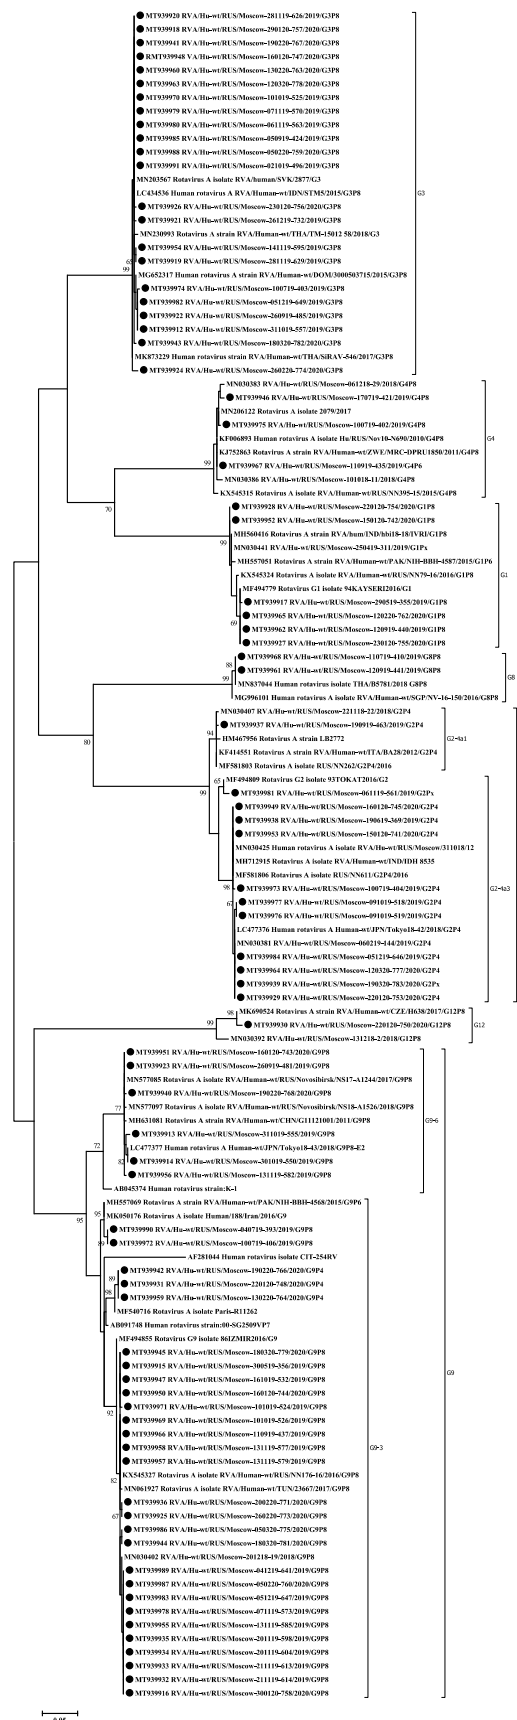 MT939920 RVA/Hu-wt/RUS/Moscow-281119-626/2019/G3P8
MT939918 RVA/Hu-wt/RUS/Moscow-290120-757/2020/G3P8
MT939941 RVA/Hu-wt/RUS/Moscow-190220-767/2020/G3P8
RMT939948 RVA/Hu-wt/RUS/Moscow-160120-747/2020/G3P8
MT939960 RVA/Hu-wt/RUS/Moscow-130220-763/2020/G3P8
MT939963 RVA/Hu-wt/RUS/Moscow-120320-778/2020/G3P8
MT939970 RVA/Hu-wt/RUS/Moscow-101019-525/2019/G3P8
MT939979 RVA/Hu-wt/RUS/Moscow-071119-570/2019/G3P8
MT939980 RVA/Hu-wt/RUS/Moscow-061119-563/2019/G3P8
MT939985 RVA/Hu-wt/RUS/Moscow-050919-424/2019/G3P8
MT939988 RVA/Hu-wt/RUS/Moscow-050220-759/2020/G3P8
MT939991 RVA/Hu-wt/RUS/Moscow-021019-496/2019/G3P8
MN203567 Rotavirus A isolate RVA/human/SVK/2877/G3
LC434536 Human rotavirus A RVA/Human-wt/IDN/STM5/2015/G3P8
G3
MT939926 RVA/Hu-wt/RUS/Moscow-230120-756/2020/G3P8
MT939921 RVA/Hu-wt/RUS/Moscow-261219-732/2019/G3P8
MN230993 Rotavirus A strain RVA/Human-wt/THA/TM-15012 58/2018/G3
MT939954 RVA/Hu-wt/RUS/Moscow-141119-595/2019/G3P8
MT939919 RVA/Hu-wt/RUS/Moscow-281119-629/2019/G3P8
99
MG652317 Human rotavirus A strain RVA/Human-wt/DOM/3000503715/2015/G3P8
MT939974 RVA/Hu-wt/RUS/Moscow-100719-403/2019/G3P8
MT939982 RVA/Hu-wt/RUS/Moscow-051219-649/2019/G3P8
MT939922 RVA/Hu-wt/RUS/Moscow-260919-485/2019/G3P8
MT939912 RVA/Hu-wt/RUS/Moscow-311019-557/2019/G3P8
MT939943 RVA/Hu-wt/RUS/Moscow-180320-782/2020/G3P8
MK873229 Human rotavirus strain RVA/Human-wt/THA/SiRAV-546/2017/G3P8
MT939924 RVA/Hu-wt/RUS/Moscow-260220-774/2020/G3P8
MN030383 RVA/Hu-wt/RUS/Moscow-061218-29/2018/G4P8
MT939946 RVA/Hu-wt/RUS/Moscow-170719-421/2019/G4P8
MN206122 Rotavirus A isolate 2079/2017
MT939975 RVA/Hu-wt/RUS/Moscow-100719-402/2019/G4P8
KF006893 Human rotavirus A isolate Hu/RUS/Nov10-N690/2010/G4P8
G4
KJ752863 Rotavirus A strain RVA/Human-wt/ZWE/MRC-DPRU1850/2011/G4P8
99
MT939967 RVA/Hu-wt/RUS/Moscow-110919-435/2019/G4P6
MN030386 RVA/Hu-wt/RUS/Moscow-101018-11/2018/G4P8
KX545315 Rotavirus A isolate RVA/Human-wt/RUS/NN395-15/2015/G4P8
70
MT939928 RVA/Hu-wt/RUS/Moscow-220120-754/2020/G1P8
MT939952 RVA/Hu-wt/RUS/Moscow-150120-742/2020/G1P8
MH560416 Rotavirus A strain RVA/hum/IND/hbi18-18/IVRI/G1P8
99
MN030441 RVA/Hu-wt/RUS/Moscow-250419-311/2019/G1Px
MH557051 Rotavirus A strain RVA/Human-wt/PAK/NIH-BBH-4587/2015/G1P6
KX545324 Rotavirus A isolate RVA/Human-wt/RUS/NN79-16/2016/G1P8
G1
MF494779 Rotavirus G1 isolate 94KAYSERI2016/G1
MT939917 RVA/Hu-wt/RUS/Moscow-290519-355/2019/G1P8
MT939965 RVA/Hu-wt/RUS/Moscow-120220-762/2020/G1P8
69
MT939962 RVA/Hu-wt/RUS/Moscow-120919-440/2019/G1P8
MT939927 RVA/Hu-wt/RUS/Moscow-230120-755/2020/G1P8
MT939968 RVA/Hu-wt/RUS/Moscow-110719-410/2019/G8P8
88
MT939961 RVA/Hu-wt/RUS/Moscow-120919-441/2019/G8P8
99
G8
MN837044 Human rotavirus isolate THA/B5781/2018 G8P8
MG996101 Human rotavirus A isolate RVA/Human-wt/SGP/NV-16-150/2016/G8P8
80
MN030407 RVA/Hu-wt/RUS/Moscow-221118-22/2018/G2P4
MT939937 RVA/Hu-wt/RUS/Moscow-190919-463/2019/G2P4
94
HM467956 Rotavirus A strain LB2772
G2-4a1
KF414551 Rotavirus A strain RVA/Human-wt/ITA/BA28/2012/G2P4
MF581803 Rotavirus A isolate RUS/NN262/G2P4/2016
65
MF494809 Rotavirus G2 isolate 93TOKAT2016/G2
99
MT939981 RVA/Hu-wt/RUS/Moscow-061119-561/2019/G2Px
MT939949 RVA/Hu-wt/RUS/Moscow-160120-745/2020/G2P4
MT939938 RVA/Hu-wt/RUS/Moscow-190619-369/2019/G2P4
MT939953 RVA/Hu-wt/RUS/Moscow-150120-741/2020/G2P4
MN030425 Human rotavirus A isolate RVA/Hu-wt/RUS/Moscow/311018/12
MH712915 Rotavirus A isolate RVA/Human-wt/IND/IDH 8535
MF581806 Rotavirus A isolate RUS/NN611/G2P4/2016
98
MT939973 RVA/Hu-wt/RUS/Moscow-100719-404/2019/G2P4
G2-4a3
MT939977 RVA/Hu-wt/RUS/Moscow-091019-518/2019/G2P4
67
MT939976 RVA/Hu-wt/RUS/Moscow-091019-519/2019/G2P4
LC477376 Human rotavirus A Human-wt/JPN/Tokyo18-42/2018/G2P4
MN030381 RVA/Hu-wt/RUS/Moscow-060219-144/2019/G2P4
MT939984 RVA/Hu-wt/RUS/Moscow-051219-646/2019/G2P4
MT939964 RVA/Hu-wt/RUS/Moscow-120320-777/2020/G2P4
MT939939 RVA/Hu-wt/RUS/Moscow-190320-783/2020/G2Px
MT939929 RVA/Hu-wt/RUS/Moscow-220120-753/2020/G2P4
98
MK690524 Rotavirus A strain RVA/Human-wt/CZE/H638/2017/G12P8
99
MT939930 RVA/Hu-wt/RUS/Moscow-220120-750/2020/G12P8
G12
MN030392 RVA/Hu-wt/RUS/Moscow-131218-2/2018/G12P8
MT939951 RVA/Hu-wt/RUS/Moscow-160120-743/2020/G9P8
MT939923 RVA/Hu-wt/RUS/Moscow-260919-481/2019/G9P8
MN577085 Rotavirus A isolate RVA/Human-wt/RUS/Novosibirsk/NS17-A1244/2017/G9P8
MT939940 RVA/Hu-wt/RUS/Moscow-190220-768/2020/G9P8
77
MN577097 Rotavirus A isolate RVA/Human-wt/RUS/Novosibirsk/NS18-A1526/2018/G9P8
MH631081 Rotavirus A strain RVA/Human-wt/CHN/G11121001/2011/G9P8
G9-6
MT939913 RVA/Hu-wt/RUS/Moscow-311019-555/2019/G9P8
72
LC477377 Human rotavirus A Human-wt/JPN/Tokyo18-43/2018/G9P8-E2
82
MT939914 RVA/Hu-wt/RUS/Moscow-301019-550/2019/G9P8
MT939956 RVA/Hu-wt/RUS/Moscow-131119-582/2019/G9P8
AB045374 Human rotavirus strain:K-1
95
MH557069 Rotavirus A strain RVA/Human-wt/PAK/NIH-BBH-4568/2015/G9P6
95
MK050176 Rotavirus A isolate Human/188/Iran/2016/G9
MT939990 RVA/Hu-wt/RUS/Moscow-040719-393/2019/G9P8
89
MT939972 RVA/Hu-wt/RUS/Moscow-100719-406/2019/G9P8
AF281044 Human rotavirus isolate CIT-254RV
MT939942 RVA/Hu-wt/RUS/Moscow-190220-766/2020/G9P4
89
MT939931 RVA/Hu-wt/RUS/Moscow-220120-748/2020/G9P4
98
MT939959 RVA/Hu-wt/RUS/Moscow-130220-764/2020/G9P4
MF540716 Rotavirus A isolate Paris-R11262
AB091748 Human rotavirus strain:00-SG2509VP7
MF494855 Rotavirus G9 isolate 86IZMIR2016/G9
MT939945 RVA/Hu-wt/RUS/Moscow-180320-779/2020/G9P8
MT939915 RVA/Hu-wt/RUS/Moscow-300519-356/2019/G9P8
G9
MT939947 RVA/Hu-wt/RUS/Moscow-161019-532/2019/G9P8
MT939950 RVA/Hu-wt/RUS/Moscow-160120-744/2020/G9P8
92
MT939971 RVA/Hu-wt/RUS/Moscow-101019-524/2019/G9P8
MT939969 RVA/Hu-wt/RUS/Moscow-101019-526/2019/G9P8
MT939966 RVA/Hu-wt/RUS/Moscow-110919-437/2019/G9P8
G9-3
MT939958 RVA/Hu-wt/RUS/Moscow-131119-577/2019/G9P8
MT939957 RVA/Hu-wt/RUS/Moscow-131119-579/2019/G9P8
82
KX545327 Rotavirus A isolate RVA/Human-wt/RUS/NN176-16/2016/G9P8
MN061927 Rotavirus A strain RVA/Human-wt/TUN/23667/2017/G9P8
MT939936 RVA/Hu-wt/RUS/Moscow-200220-771/2020/G9P8
67
MT939925 RVA/Hu-wt/RUS/Moscow-260220-773/2020/G9P8
MT939986 RVA/Hu-wt/RUS/Moscow-050320-775/2020/G9P8
MT939944 RVA/Hu-wt/RUS/Moscow-180320-781/2020/G9P8
MN030402 RVA/Hu-wt/RUS/Moscow-201218-19/2018/G9P8
MT939989 RVA/Hu-wt/RUS/Moscow-041219-641/2019/G9P8
MT939987 RVA/Hu-wt/RUS/Moscow-050220-760/2020/G9P8
MT939983 RVA/Hu-wt/RUS/Moscow-051219-647/2019/G9P8
MT939978 RVA/Hu-wt/RUS/Moscow-071119-573/2019/G9P8
MT939955 RVA/Hu-wt/RUS/Moscow-131119-585/2019/G9P8
MT939935 RVA/Hu-wt/RUS/Moscow-201119-598/2019/G9P8
MT939934 RVA/Hu-wt/RUS/Moscow-201119-604/2019/G9P8
MT939933 RVA/Hu-wt/RUS/Moscow-211119-613/2019/G9P8
MT939932 RVA/Hu-wt/RUS/Moscow-211119-614/2019/G9P8
MT939916 RVA/Hu-wt/RUS/Moscow-300120-758/2020/G9P8